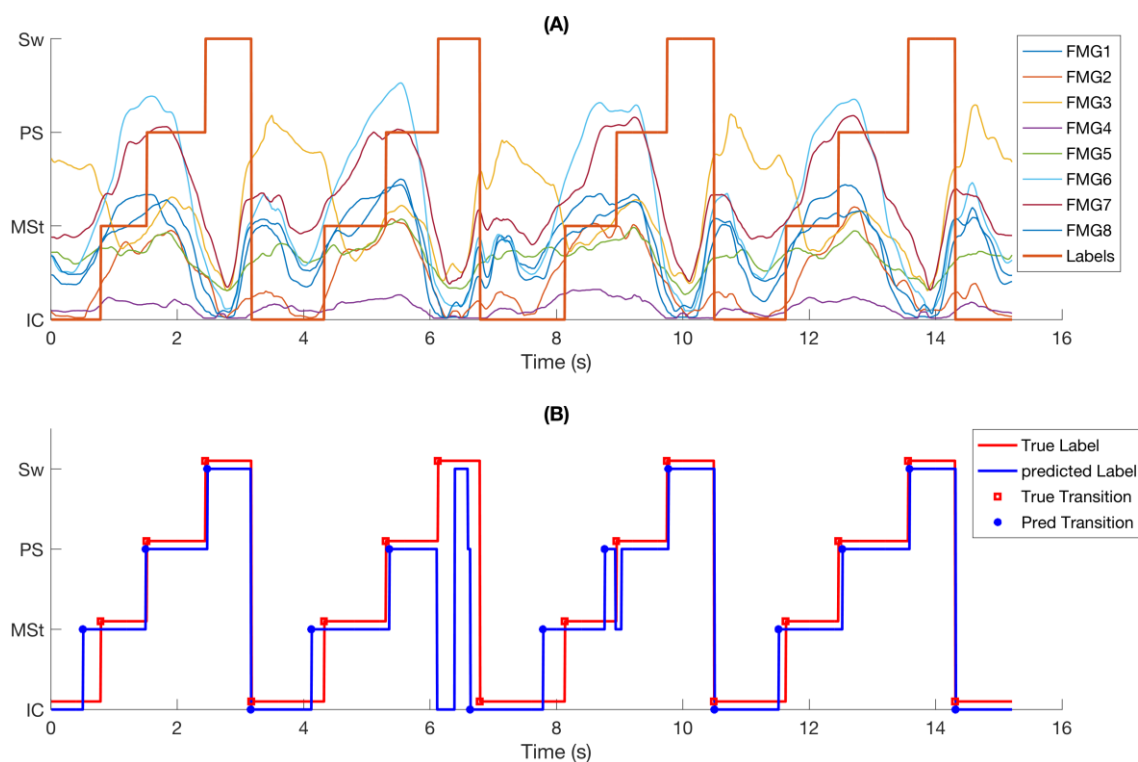 (A)
Sw
PS
MSt
IC
0 2 4 6 8 10 12 14 16
Time (s)
FMG1
FMG2
FMG3
FMG4
FMG5
FMG6
FMG7
FMG8
Labels
(B)
Sw
PS
MSt
IC
0 2 4 6 8 10 12 14 16
Time (s)
True Label
predicted Label
True Transition
Pred Transition